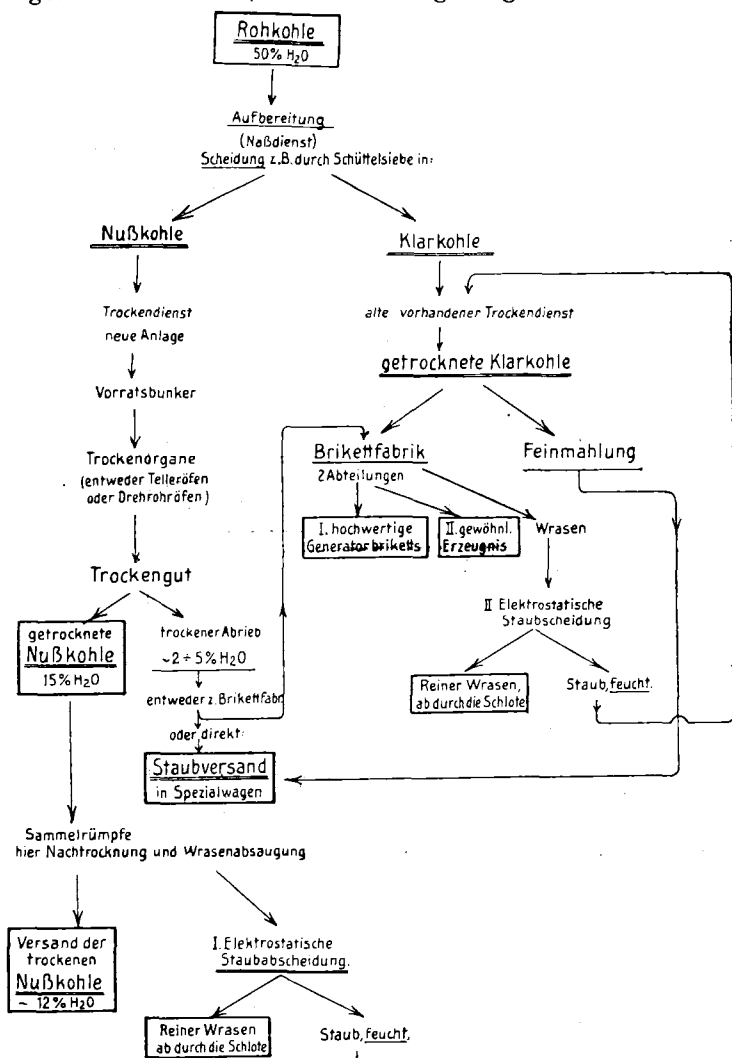 Rohkohle
50% H₂O
Aufbereitung
(Naßdienst)
Scheidung z.B. durch Schüttelsiebe in:
Nußkohle
Klarkohle
Trockendienst
neue Anlage
alte vorhandener Trockendienst
getrocknete Klarkohle
Vorratsbunker
Trockenorgane
(entweder Telleröfen
oder Drehrohröfen)
Brikettfabrik
2 Abteilungen
Feinmahlung
I. hochwertige
Generatorbriketts
II. gewöhnl.
Erzeugnis
Wrasen
Trockengut
II Elektrostatische
Staubscheidung
getrocknete
Nußkohle
15% H₂O
trockener Abrieb
~2÷5% H₂O
entweder z. Brikettfabr.
oder direkt:
Reiner Wrasen,
ab durch die Schlote
Staub, feucht.
Staubversand
in Spezialwagen
Sammelrümpfe
hier Nachtrocknung und Wrasenabsaugung
Versand der
trockenen
Nußkohle
~ 12% H₂O
I. Elektrostatische
Staubabscheidung.
Reiner Wrasen
ab durch die Schlote
Staub, feucht,